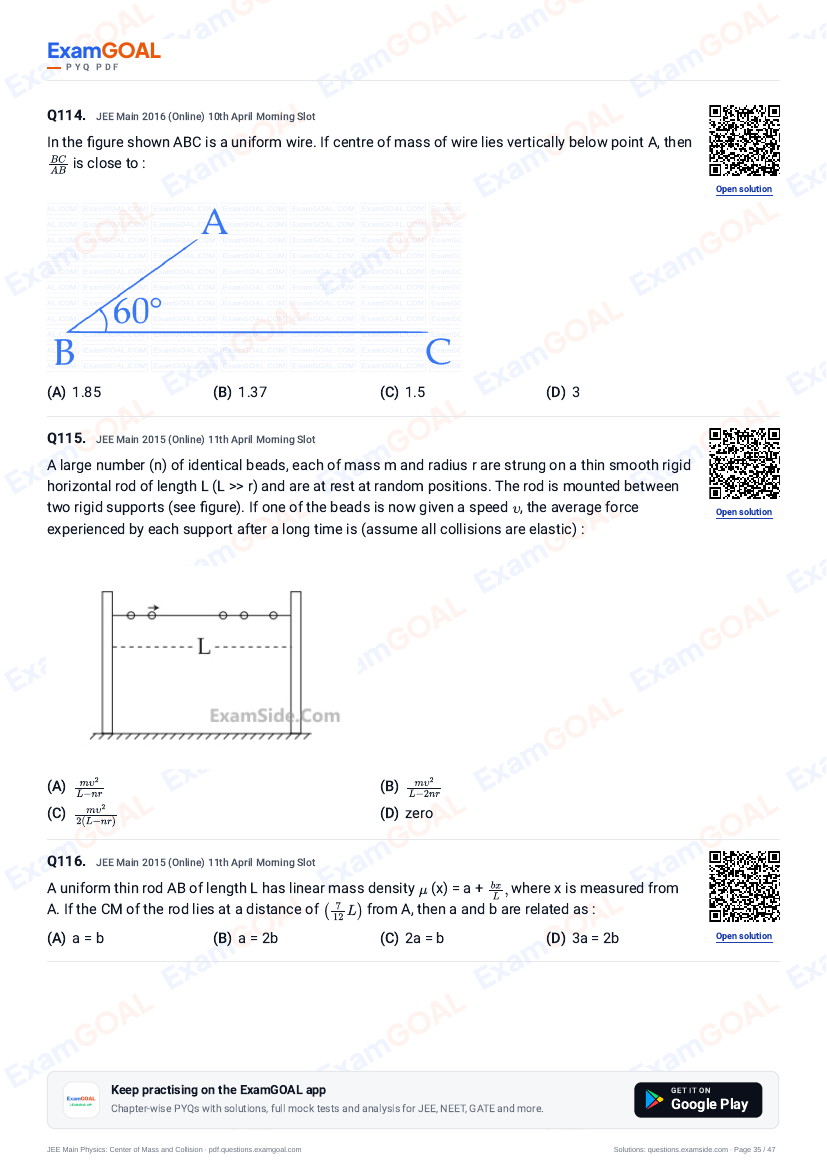 ExamGOAL
PYQ PDF
Q114. JEE Main 2016 (Online) 10th April Morning Slot
In the figure shown ABC is a uniform wire. If centre of mass of wire lies vertically below point A, then
BC/AB is close to :
Open solution
A
60°
B
C
(A) 1.85 (B) 1.37 (C) 1.5 (D) 3
Q115. JEE Main 2015 (Online) 11th April Morning Slot
A large number (n) of identical beads, each of mass m and radius r are strung on a thin smooth rigid
horizontal rod of length L (L >> r) and are at rest at random positions. The rod is mounted between
two rigid supports (see figure). If one of the beads is now given a speed υ, the average force
experienced by each support after a long time is (assume all collisions are elastic) :
Open solution
L
ExamSide.Com
(A) mυ²/(L−nr) (B) mυ²/(L−2nr)
(C) mυ²/(2(L−nr)) (D) zero
Q116. JEE Main 2015 (Online) 11th April Morning Slot
A uniform thin rod AB of length L has linear mass density μ (x) = a + bx/L, where x is measured from
A. If the CM of the rod lies at a distance of (7/12 L) from A, then a and b are related as :
(A) a = b (B) a = 2b (C) 2a = b (D) 3a = 2b
Open solution
Keep practising on the ExamGOAL app
Chapter-wise PYQs with solutions, full mock tests and analysis for JEE, NEET, GATE and more.
GET IT ON
Google Play
JEE Main Physics: Center of Mass and Collision · pdf.questions.examgoal.com
Solutions: questions.examside.com · Page 35 / 47